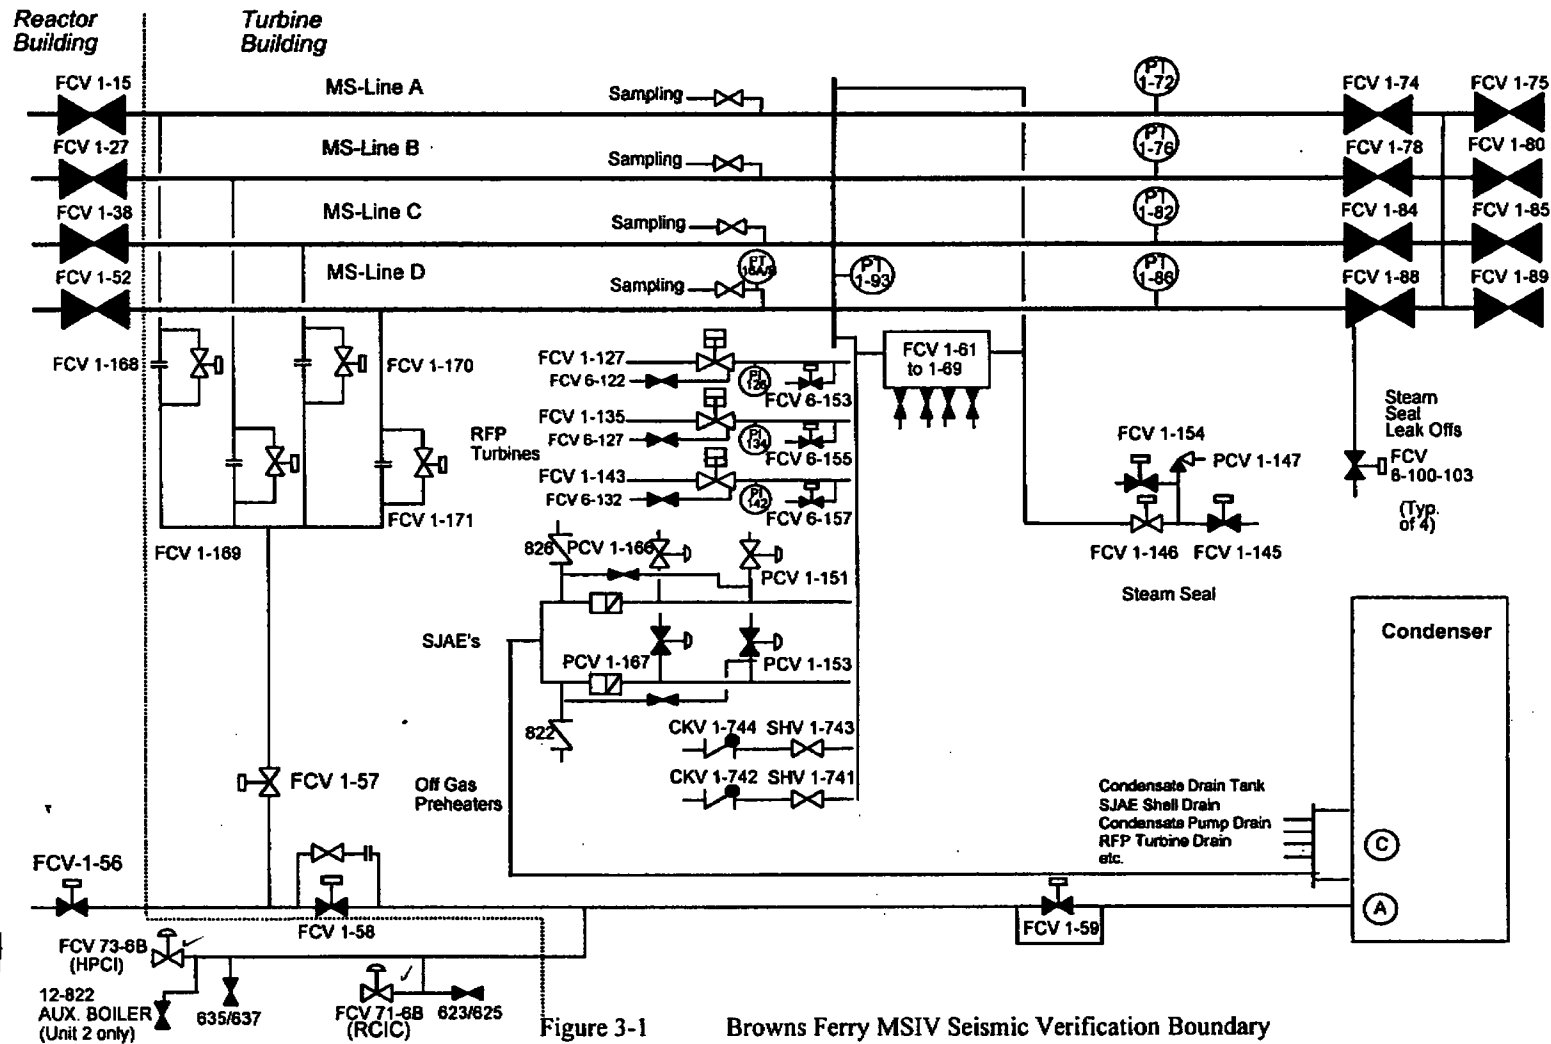 Reactor
Building
Turbine
Building
FCV 1-15
MS-Line A
Sampling
PT
1-72
FCV 1-74
FCV 1-75
FCV 1-27
MS-Line B
Sampling
PT
1-76
FCV 1-78
FCV 1-80
FCV 1-38
MS-Line C
Sampling
PT
1-82
FCV 1-84
FCV 1-85
FCV 1-52
MS-Line D
Sampling
PT
PT
1-93
PT
1-86
FCV 1-88
FCV 1-89
FCV 1-168
FCV 1-170
FCV 1-169
FCV 1-171
RFP
Turbines
FCV 1-127
FCV 6-122
PI
126
FCV 6-153
FCV 1-135
FCV 6-127
PI
134
FCV 6-155
FCV 1-143
FCV 6-132
PI
142
FCV 6-157
FCV 1-61
to 1-69
Steam
Seal
Leak Offs
FCV
6-100-103
(Typ.
of 4)
FCV 1-154
PCV 1-147
FCV 1-146
FCV 1-145
Steam Seal
826
PCV 1-166
PCV 1-151
SJAE's
PCV 1-167
PCV 1-153
822
CKV 1-744
SHV 1-743
CKV 1-742
SHV 1-741
Off Gas
Preheaters
FCV 1-57
Condenser
Condensate Drain Tank
SJAE Shell Drain
Condensate Pump Drain
RFP Turbine Drain
etc.
C
A
FCV-1-56
FCV 1-58
FCV 1-59
FCV 73-6B
(HPCI)
12-822
AUX. BOILER
(Unit 2 only)
635/637
FCV 71-6B
(RCIC)
623/625
Figure 3-1 Browns Ferry MSIV Seismic Verification Boundary